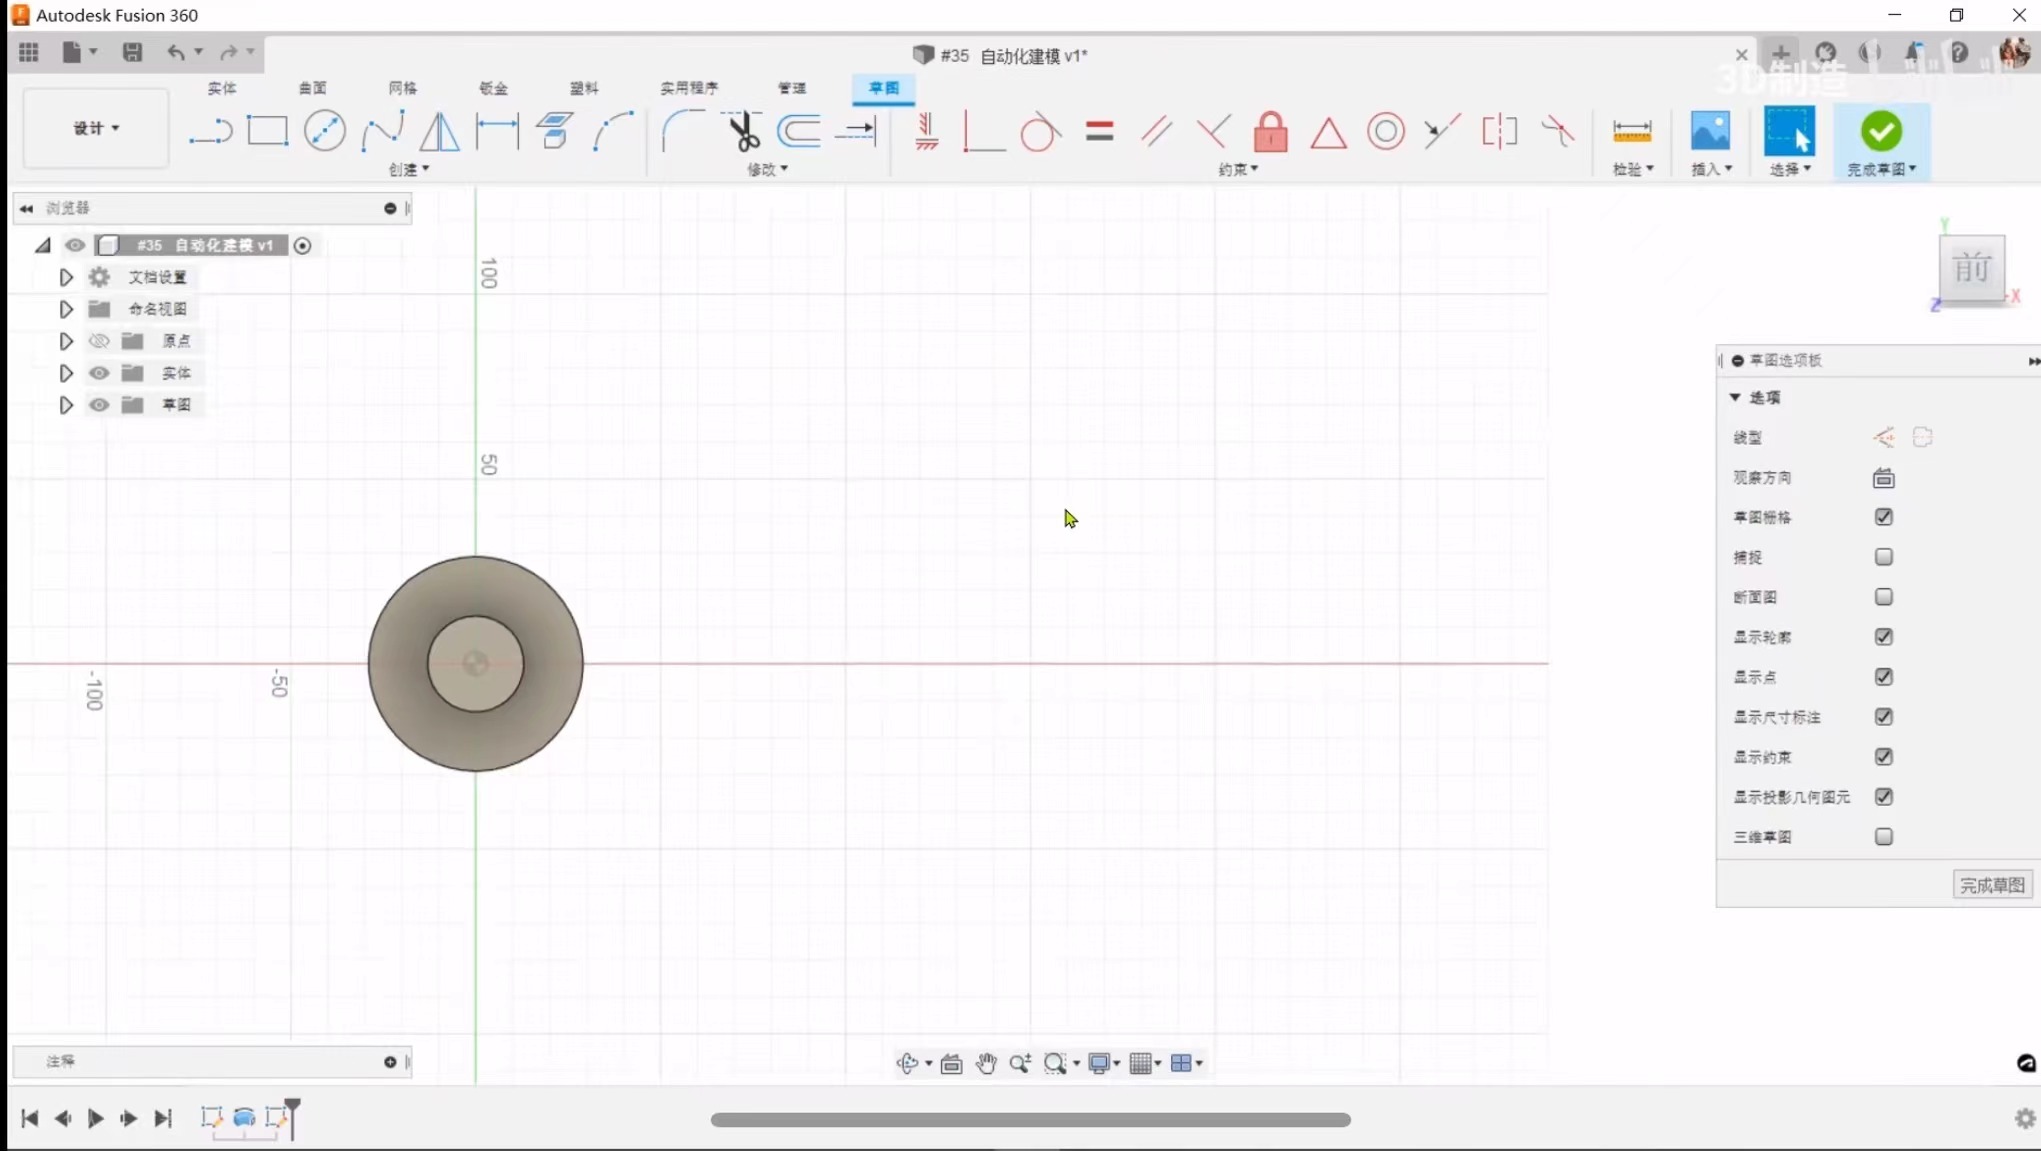 Autodesk Fusion 360
#35 自动化建模 v1*
3D制造
实体 曲面 网格 钣金 塑料 实用程序 管理 草图
设计
创建 修改 约束 检验 插入 选择 完成草图
浏览器
#35 自动化建模 v1
文档设置
命名视图
原点
实体
草图
100
50
-50
-100
Y
前
X
Z
草图选项板
选项
线型
观察方向
草图栅格
捕捉
断面图
显示轮廓
显示点
显示尺寸标注
显示约束
显示投影几何图元
三维草图
完成草图
注释